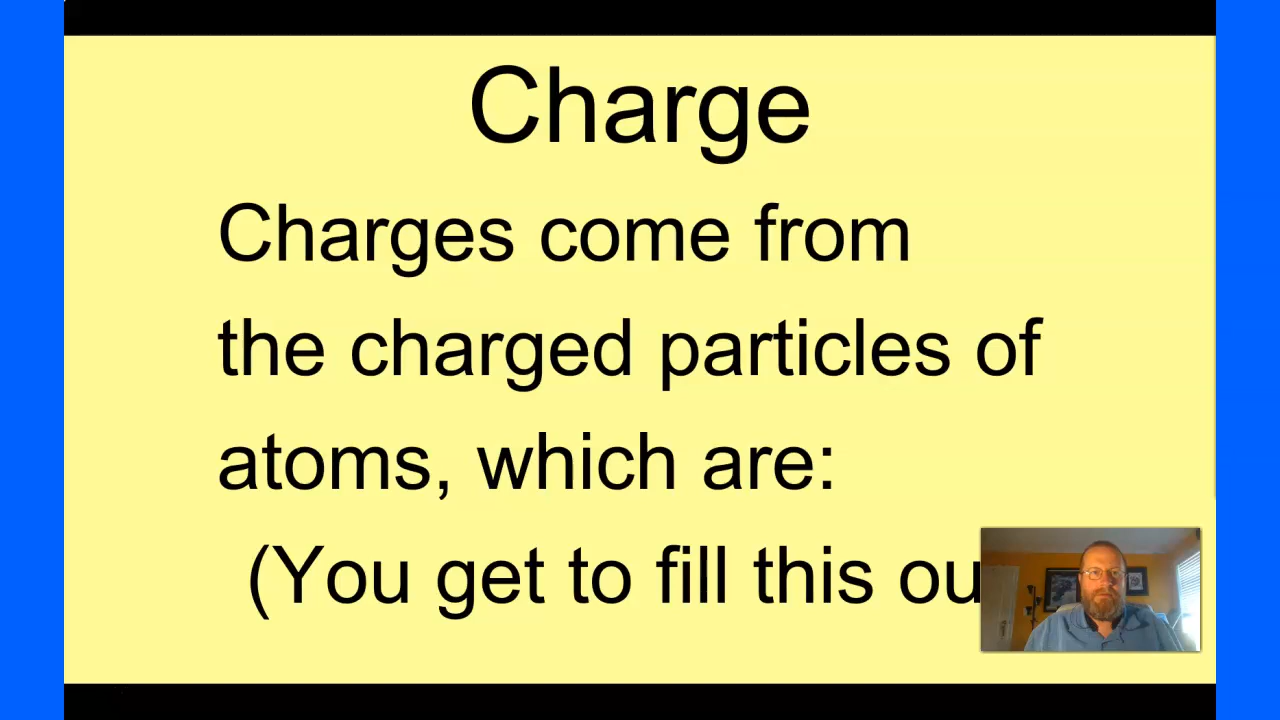 Charge
Charges come from
the charged particles of
atoms, which are:
(You get to fill this ou